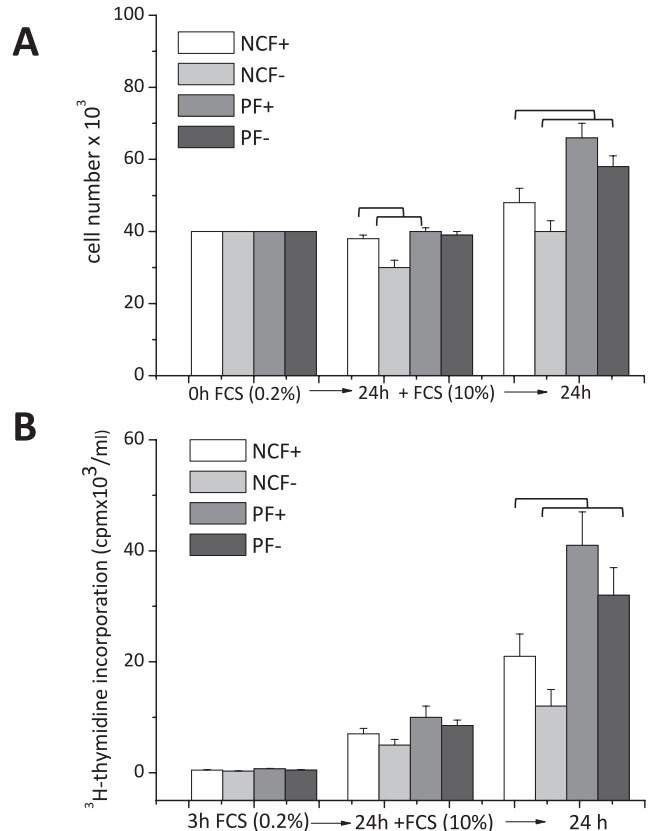 A
100
80
60
40
20
0
cell number x 10³
NCF+
NCF-
PF+
PF-
0h FCS (0.2%) → 24h + FCS (10%) → 24h
B
60
40
20
0
³H-thymidine incorporation (cpmx10³/ml)
NCF+
NCF-
PF+
PF-
3h FCS (0.2%) → 24h +FCS (10%) → 24 h